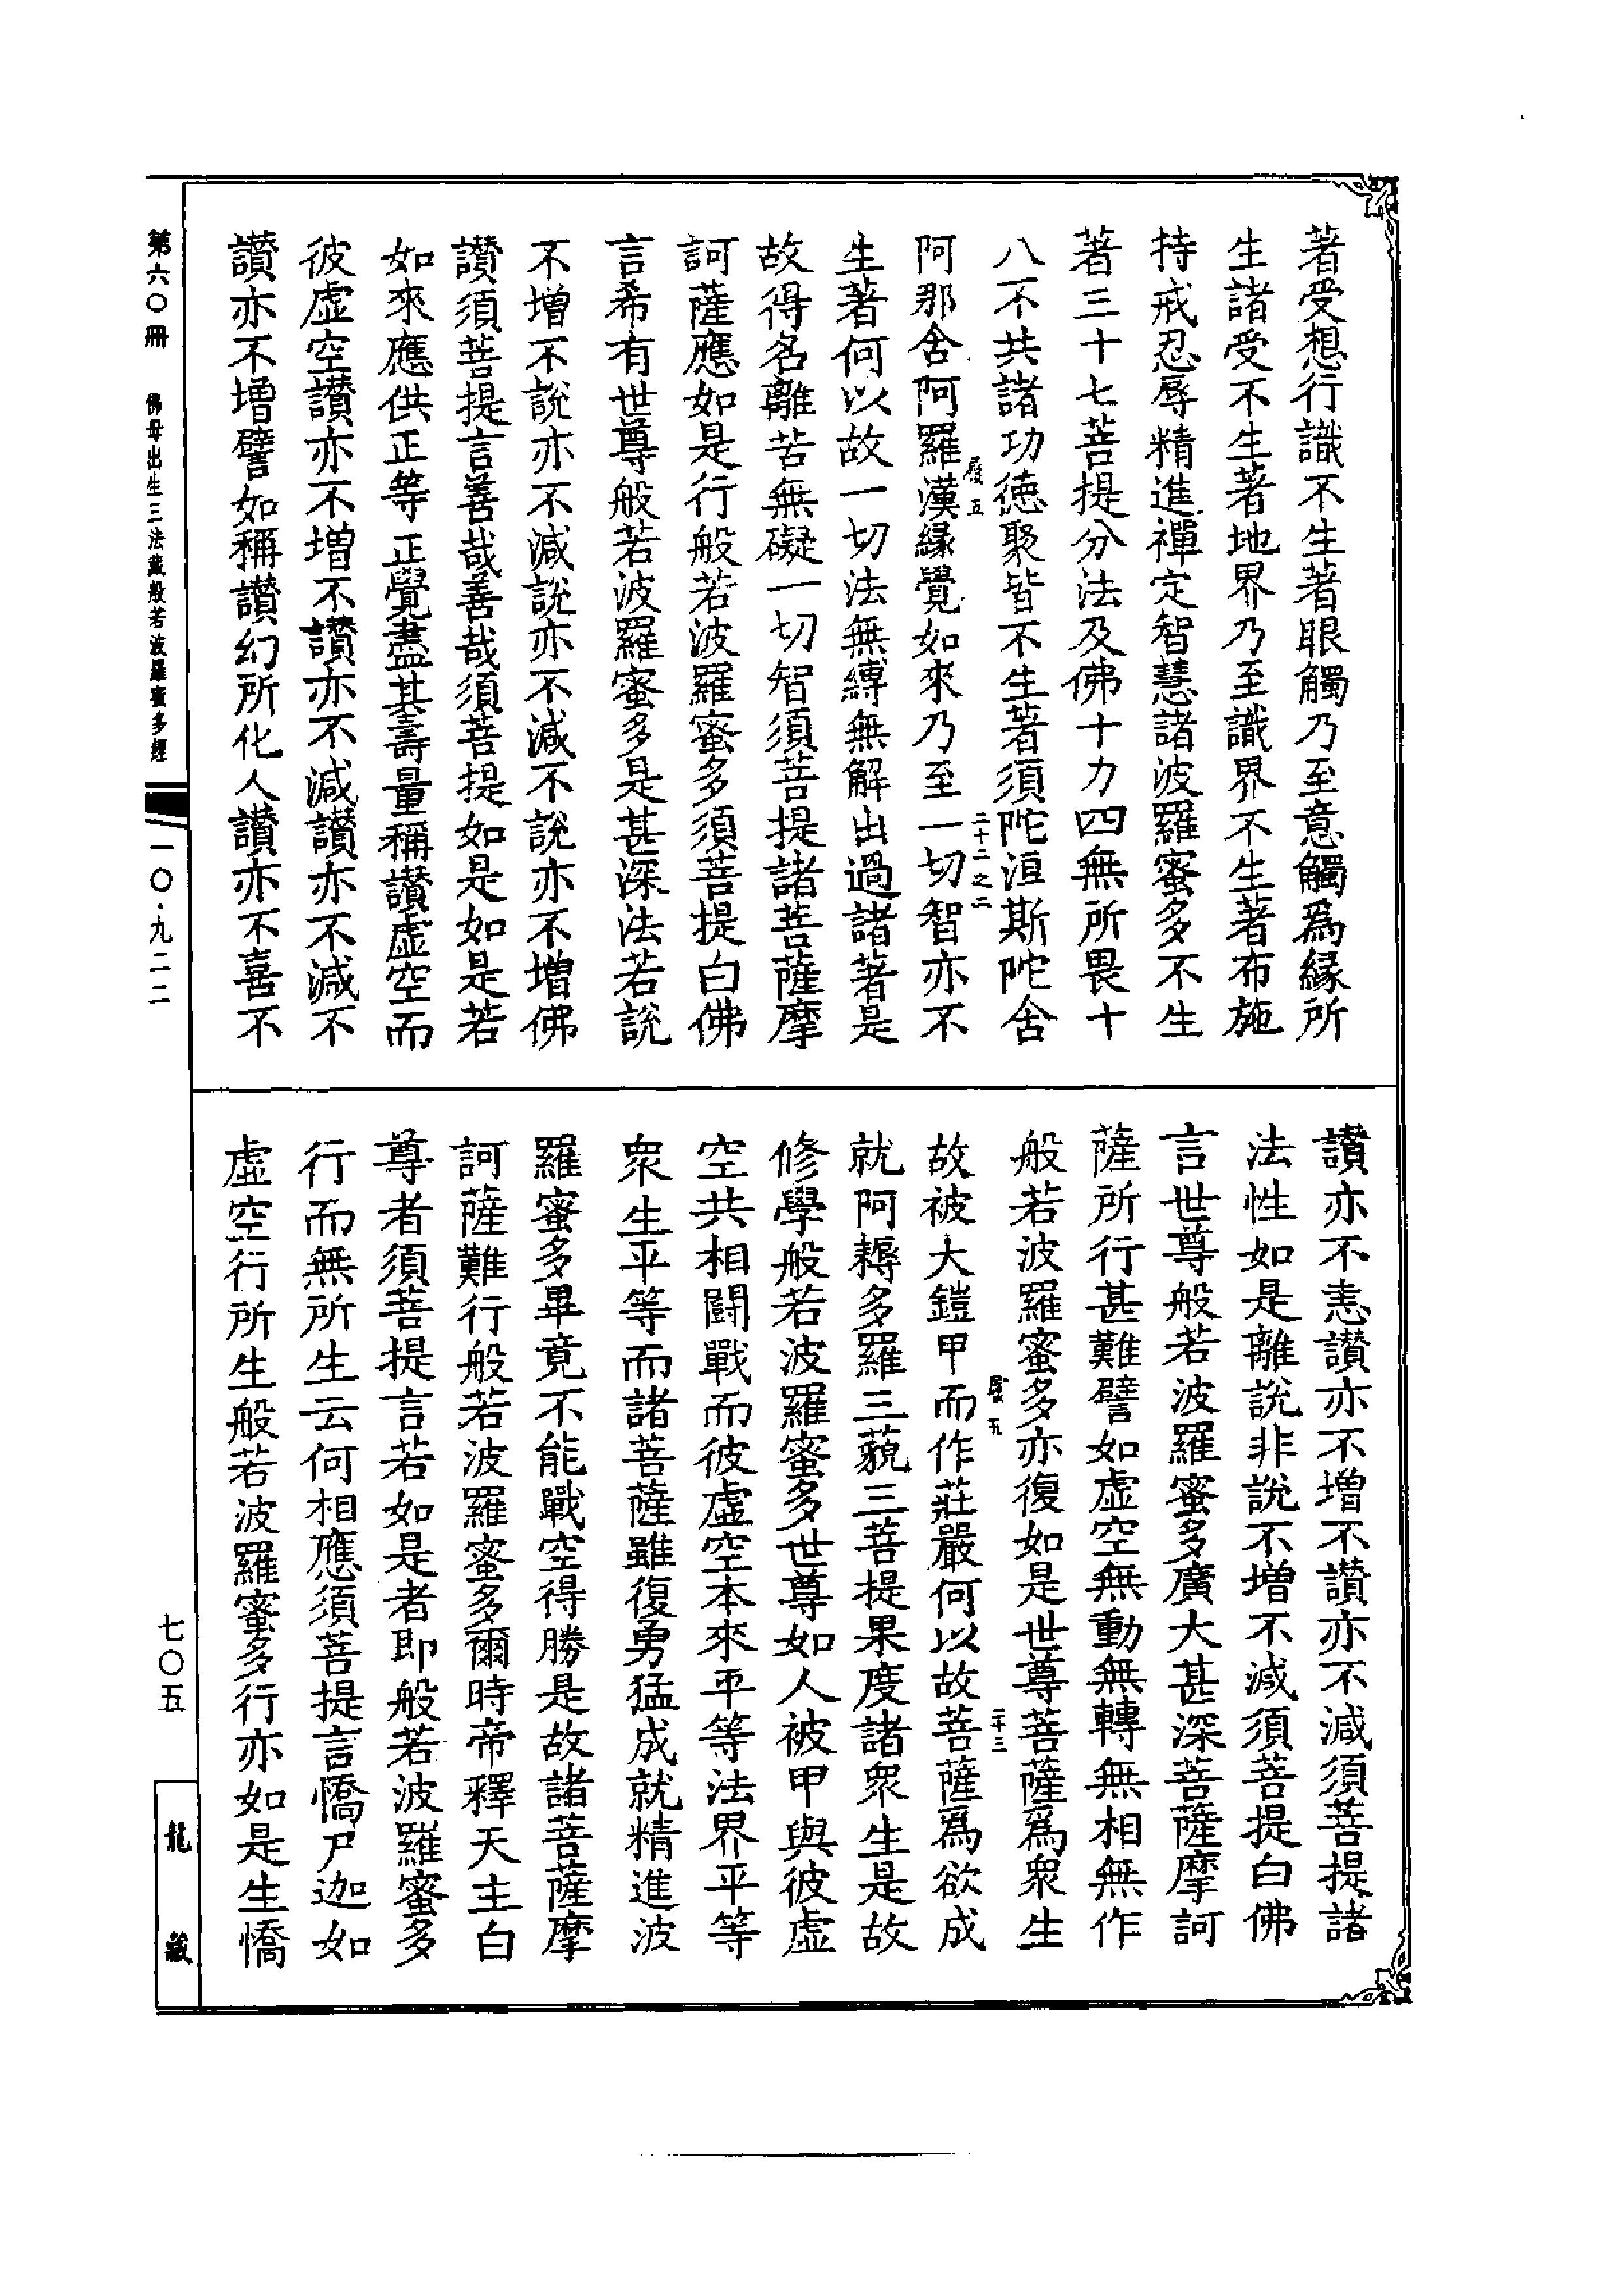 著受想行識不生著眼觸乃至意觸爲緣所
生諸受不生著地界乃至識界不生著布施
持戒忍辱精進禪定智慧諸波羅蜜多不生
著三十七菩提分法及佛十力四無所畏十
八不共諸功德聚皆不生著須陀洹斯陀含
阿那含阿羅漢緣覺如來乃至一切智亦不
生著何以故一切法無縛無解出過諸著是
故得名離苦無礙一切智須菩提諸菩薩摩
訶薩應如是行般若波羅蜜多須菩提白佛
言希有世尊般若波羅蜜多是甚深法若說
不增不說亦不減說亦不減不說亦不增佛
讚須菩提言善哉善哉須菩提如是如是若
如來應供正等正覺盡其壽量稱讚虛空而
彼虛空讚亦不增不讚亦不減讚亦不減不
讚亦不增譬如稱讚幻所化人讚亦不喜不
讚亦不恚讚亦不增不讚亦不減須菩提諸
法性如是離說非說不增不減須菩提白佛
言世尊般若波羅蜜多廣大甚深菩薩摩訶
薩所行甚難譬如虛空無動無轉無相無作
般若波羅蜜多亦復如是世尊菩薩爲衆生
故被大鎧甲而作莊嚴何以故菩薩爲欲成
就阿耨多羅三藐三菩提果度諸衆生是故
修學般若波羅蜜多世尊如人被甲與彼虛
空共相鬪戰而彼虛空本來平等法界平等
衆生平等而諸菩薩雖復勇猛成就精進波
羅蜜多畢竟不能戰空得勝是故諸菩薩摩
訶薩難行般若波羅蜜多爾時帝釋天主白
尊者須菩提言若如是者即般若波羅蜜多
行而無所生云何相應須菩提言憍尸迦如
虛空行所生般若波羅蜜多行亦如是生憍
第六〇冊
佛母出生三法藏般若波羅蜜多經
一〇·九二二
七〇五
龍藏
二十二之二
二十三